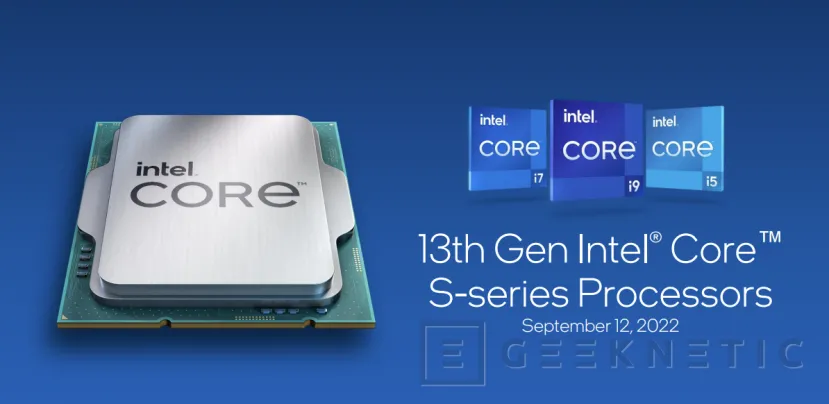 intel.
CORE™
intel.
CORE
i7
intel.
CORE
i9
intel.
CORE
i5
13th Gen Intel® Core™
S-series Processors
September 12, 2022
E GEEKNETIC